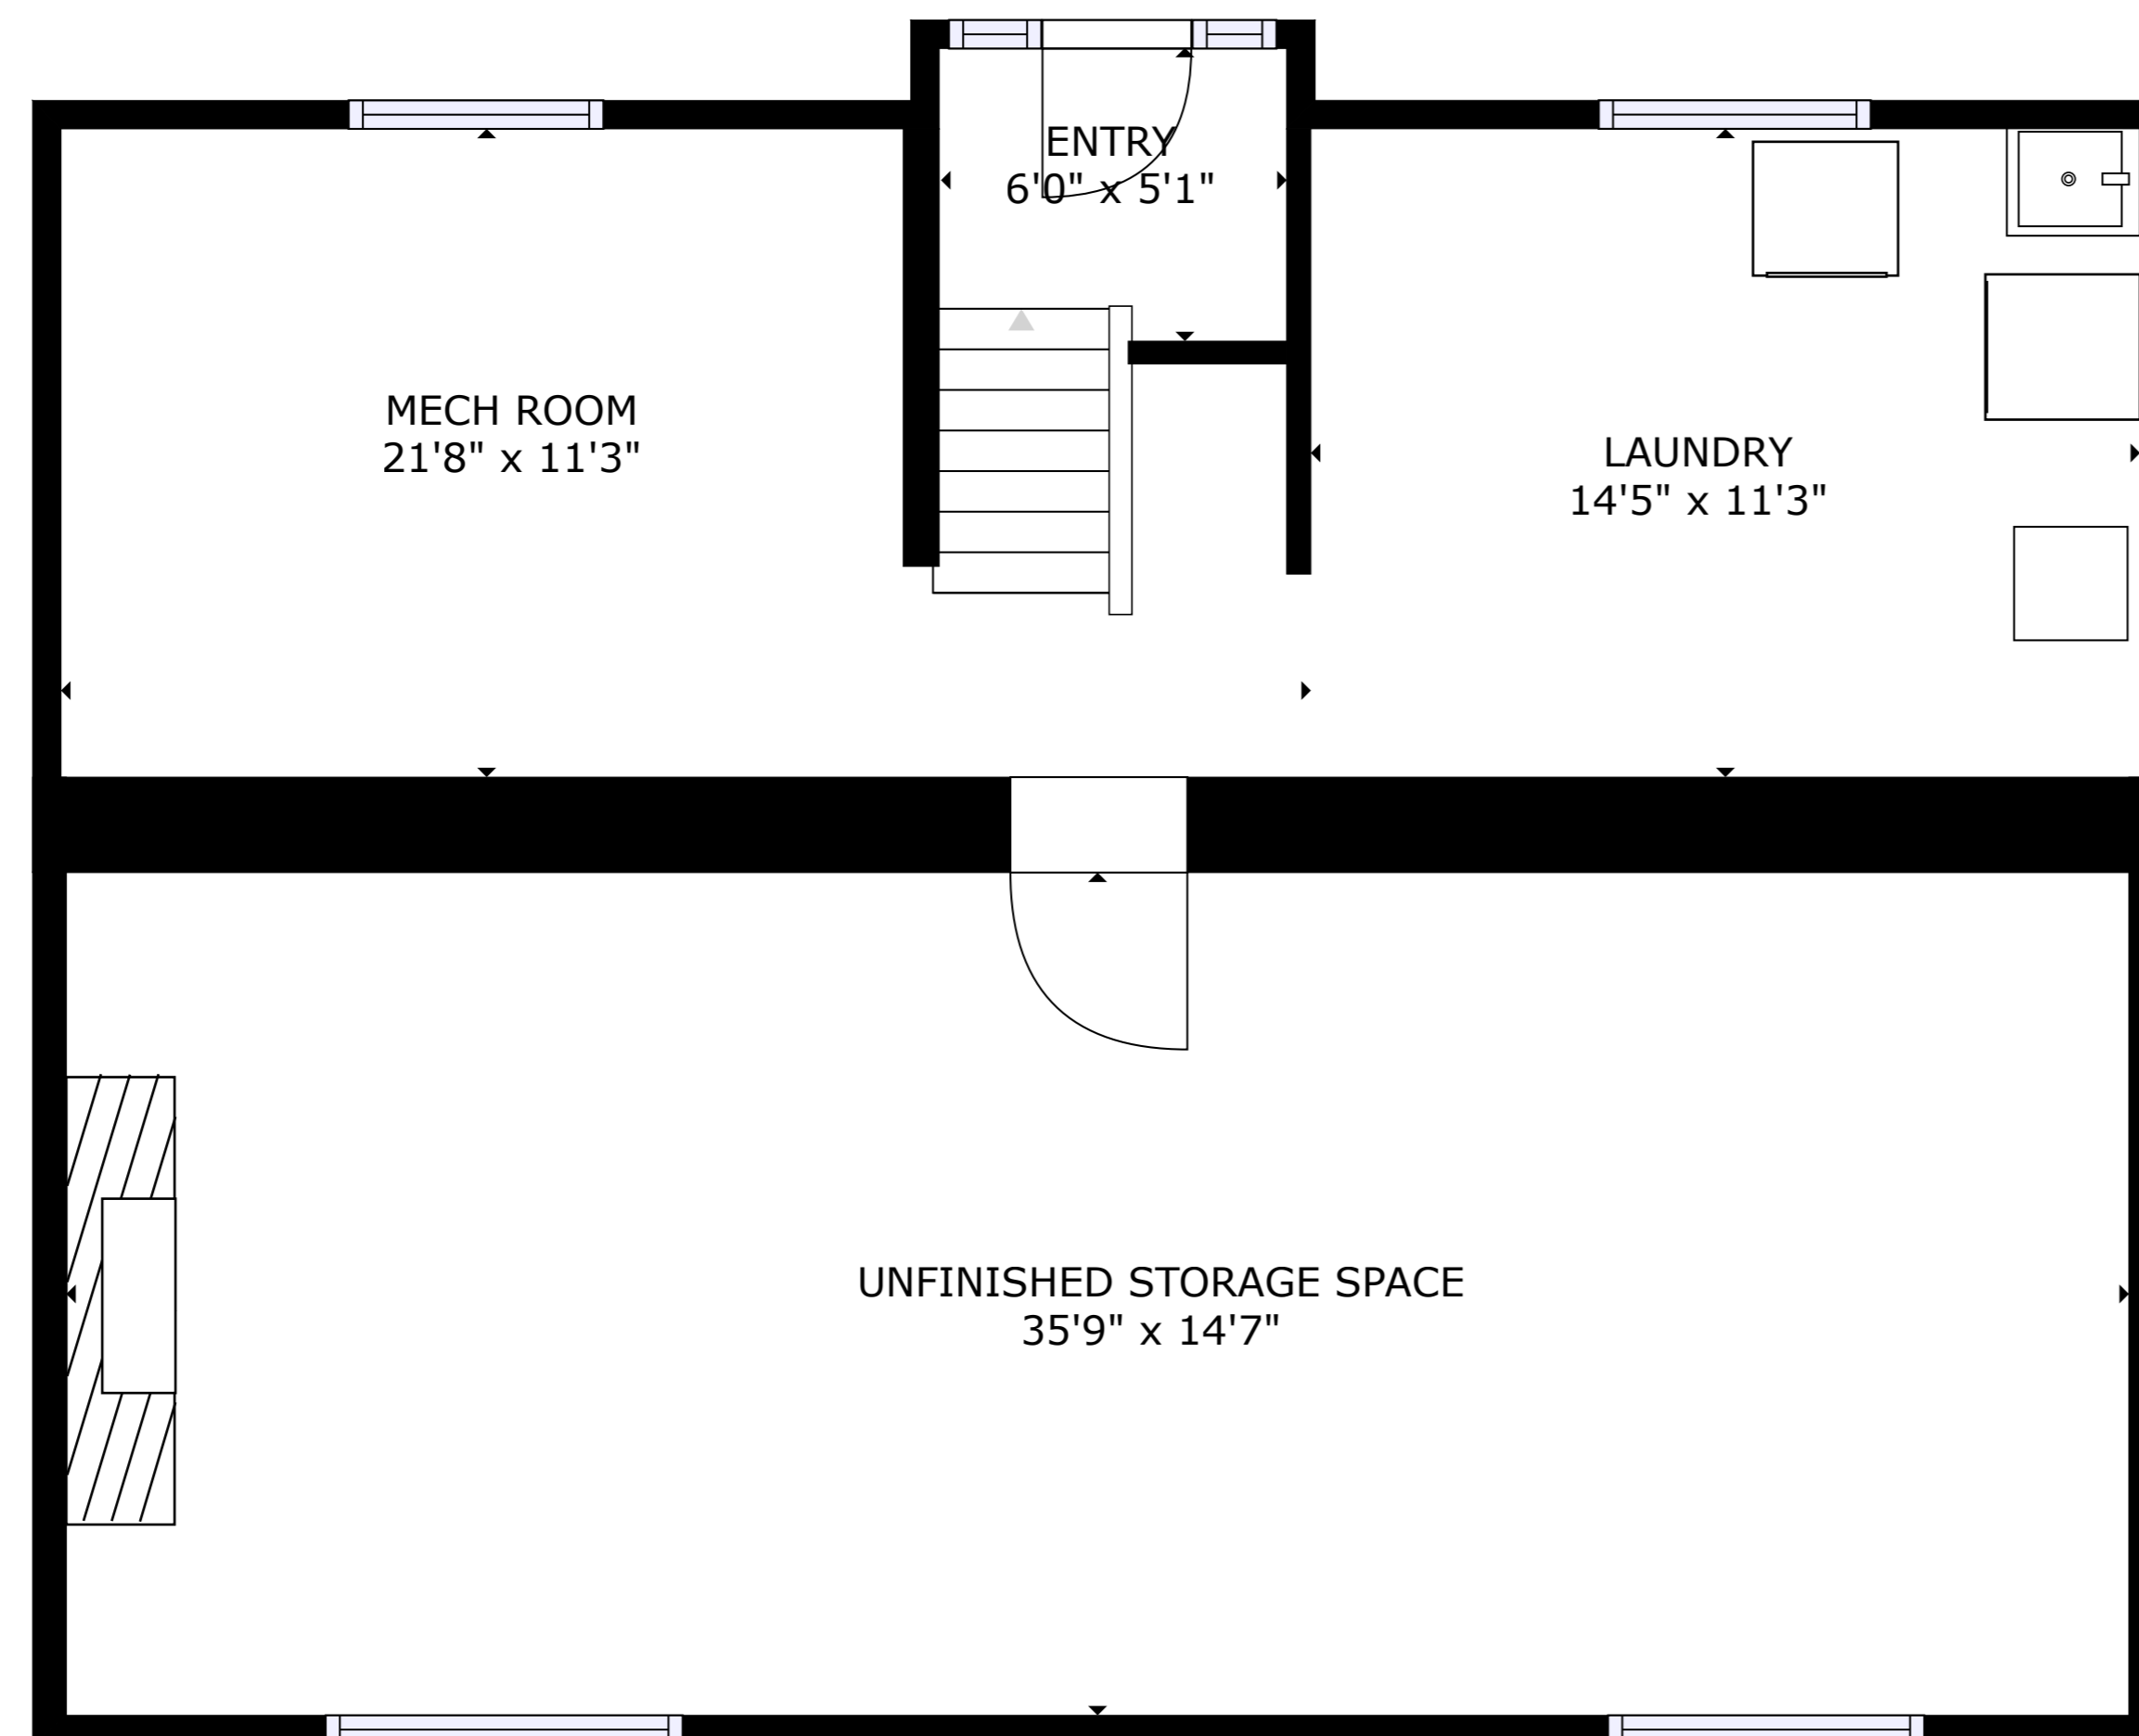 ENTRY
6'0" x 5'1"
MECH ROOM
21'8" x 11'3"
LAUNDRY
14'5" x 11'3"
UNFINISHED STORAGE SPACE
35'9" x 14'7"